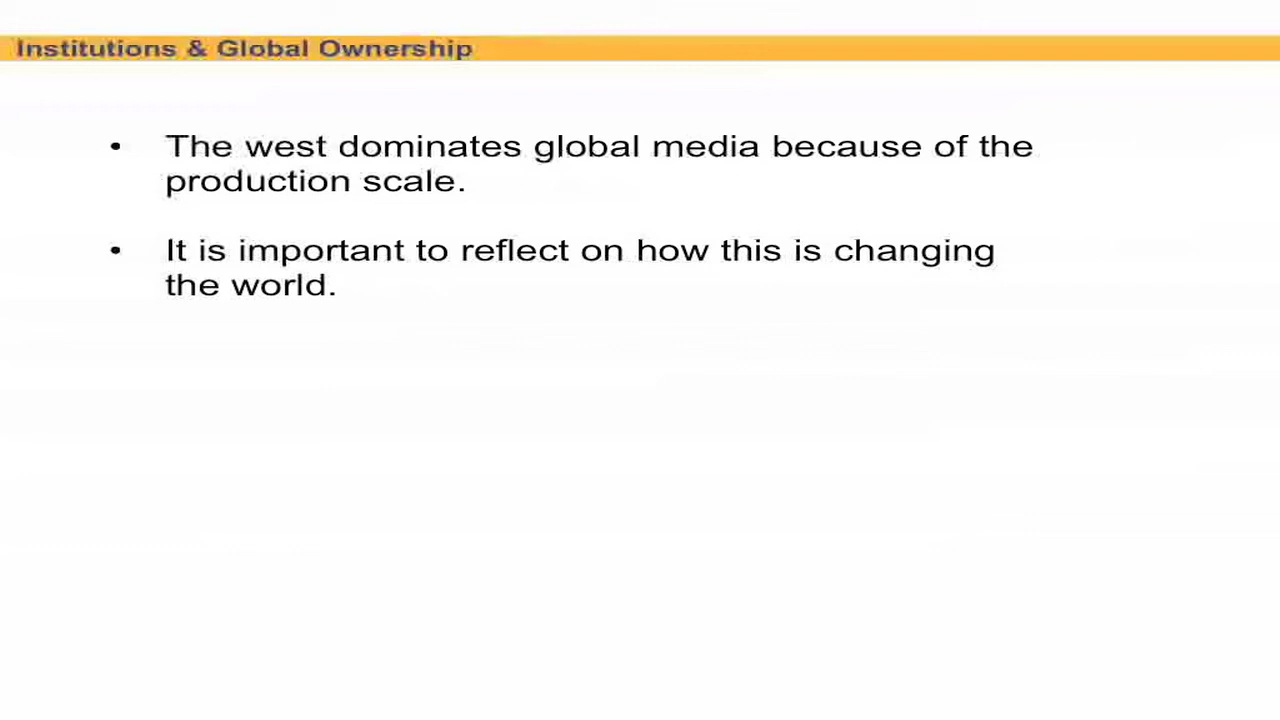 Institutions & Global Ownership
• The west dominates global media because of the
production scale.
• It is important to reflect on how this is changing
the world.